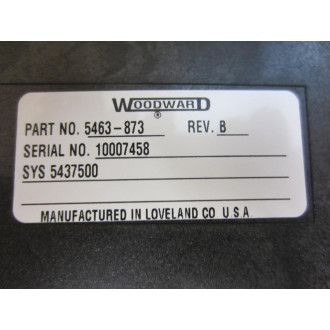 WOODWARD
®
PART NO. 5463-873 REV. B
SERIAL NO. 10007458
SYS 5437500
MANUFACTURED IN LOVELAND CO U.S.A